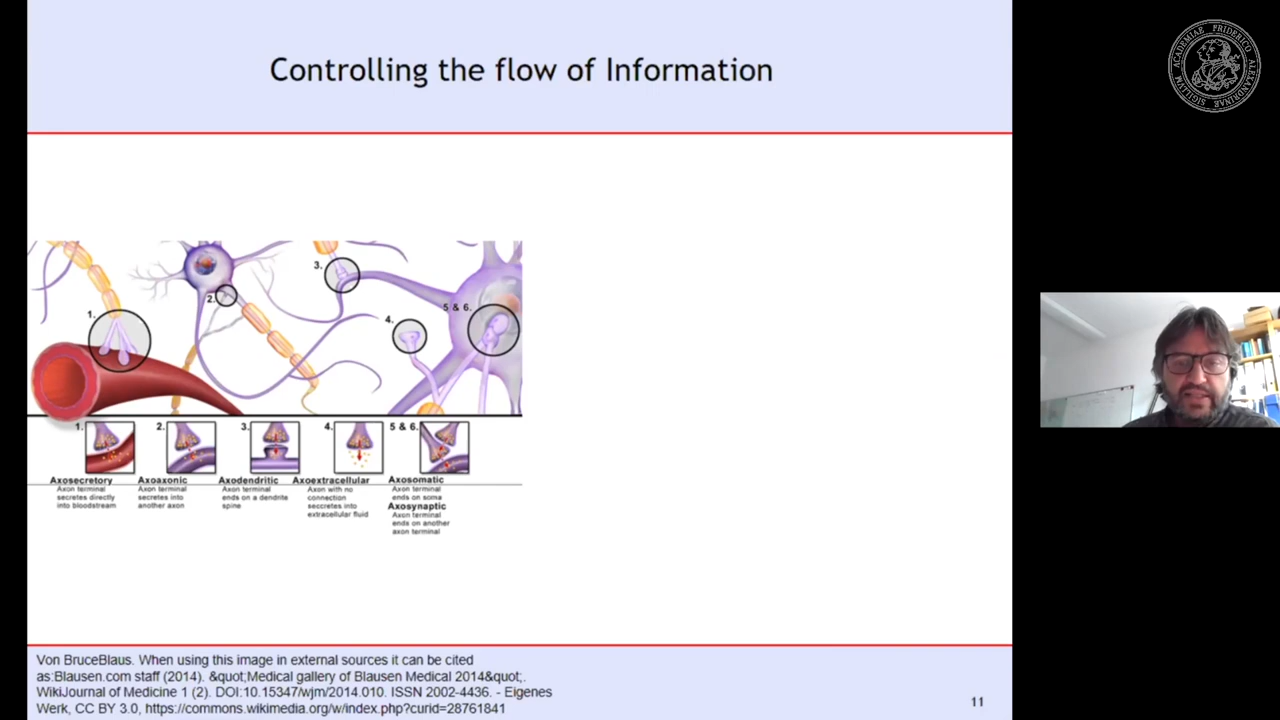 Controlling the flow of Information
ACADEMIAE FRIDERICO ALEXANDRINAE SIGILLVM
1.
2.
3.
4.
5 & 6.
1.
2.
3.
4.
5 & 6.
Axosecretory
Axon terminal
secretes directly
into bloodstream
Axoaxonic
Axon terminal
secretes into
another axon
Axodendritic
Axon terminal
ends on a dendrite
spine
Axoextracellular
Axon with no
connection
seccretes into
extracellular fluid
Axosomatic
Axon terminal
ends on soma
Axosynaptic
Axon terminal
ends on another
axon terminal
Von BruceBlaus. When using this image in external sources it can be cited
as:Blausen.com staff (2014). &quot;Medical gallery of Blausen Medical 2014&quot;.
WikiJournal of Medicine 1 (2). DOI:10.15347/wjm/2014.010. ISSN 2002-4436. - Eigenes
Werk, CC BY 3.0, https://commons.wikimedia.org/w/index.php?curid=28761841
11